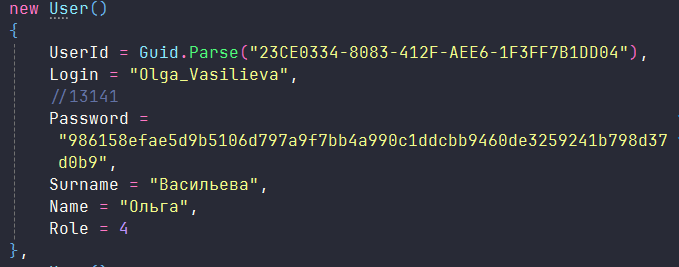 new User()
{
UserId = Guid.Parse("23CE0334-8083-412F-AEE6-1F3FF7B1DD04"),
Login = "Olga_Vasilieva",
//13141
Password =
"986158efae5d9b5106d797a9f7bb4a990c1ddcbb9460de3259241b798d37
d0b9",
Surname = "Васильева",
Name = "Ольга",
Role = 4
},